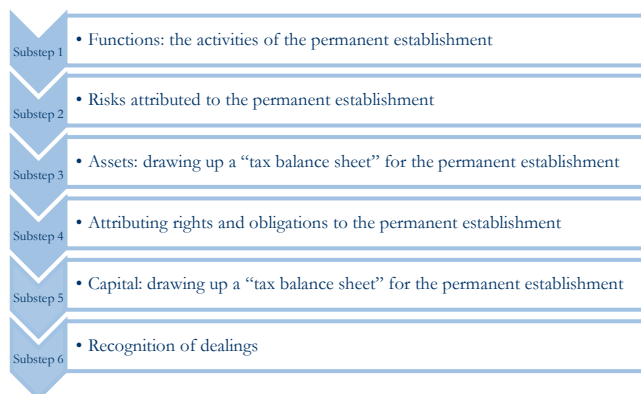 Substep 1
• Functions: the activities of the permanent establishment
Substep 2
• Risks attributed to the permanent establishment
Substep 3
• Assets: drawing up a “tax balance sheet” for the permanent establishment
Substep 4
• Attributing rights and obligations to the permanent establishment
Substep 5
• Capital: drawing up a “tax balance sheet” for the permanent establishment
Substep 6
• Recognition of dealings